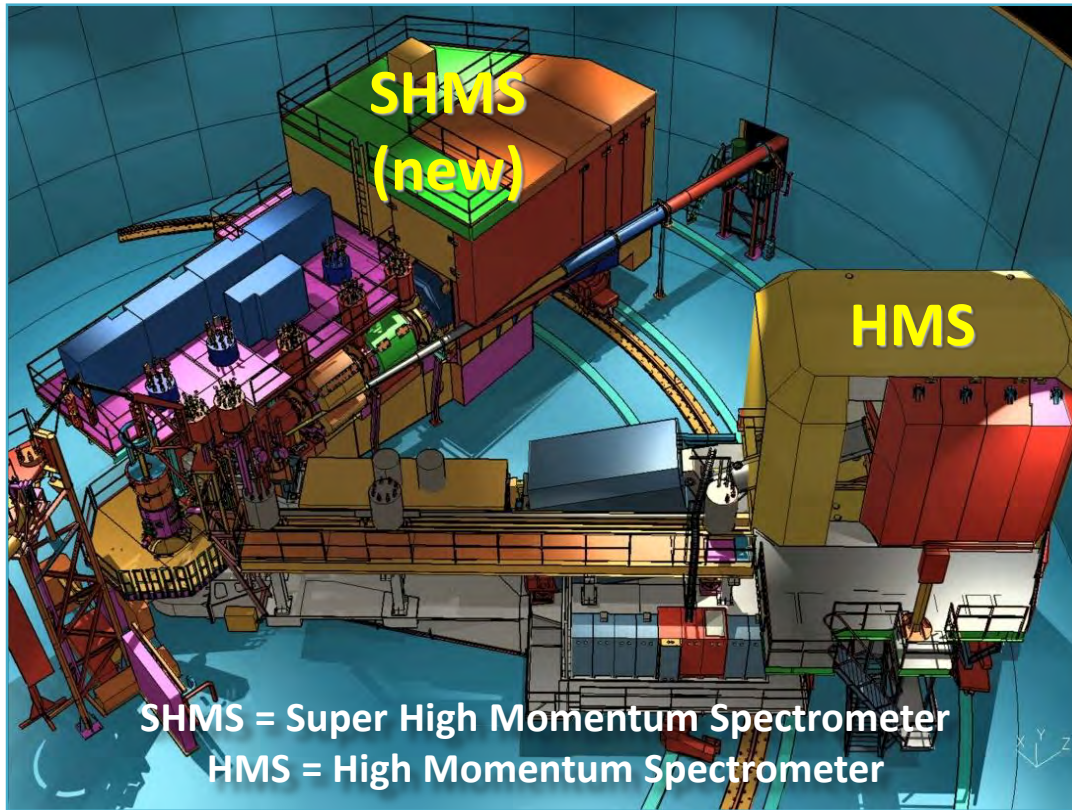 SHMS
(new)
HMS
SHMS = Super High Momentum Spectrometer
HMS = High Momentum Spectrometer
X Y Z